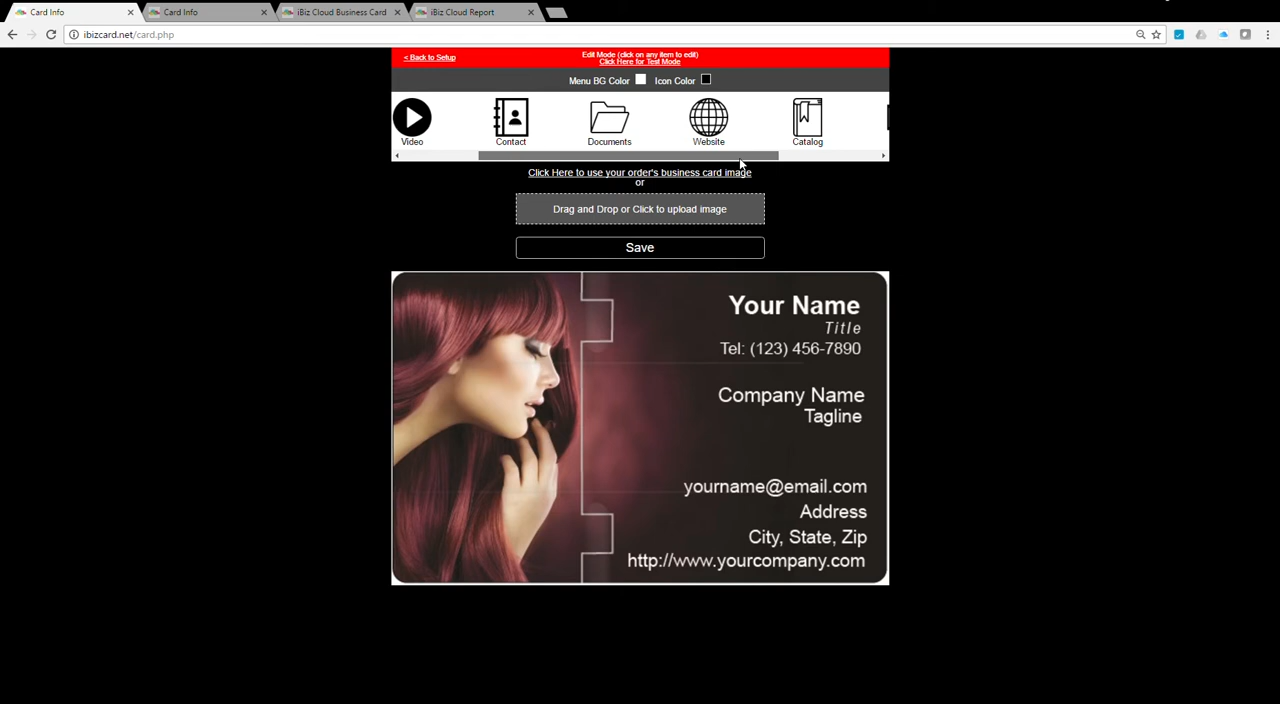 Card Info
Card Info
iBiz Cloud Business Card
iBiz Cloud Report
ibizcard.net/card.php
< Back to Setup
Edit Mode (click on any item to edit)
Click Here for Test Mode
Menu BG Color
Icon Color
Video
Contact
Documents
Website
Catalog
Click Here to use your order's business card image
or
Drag and Drop or Click to upload image
Save
Your Name
Title
Tel: (123) 456-7890
Company Name
Tagline
yourname@email.com
Address
City, State, Zip
http://www.yourcompany.com